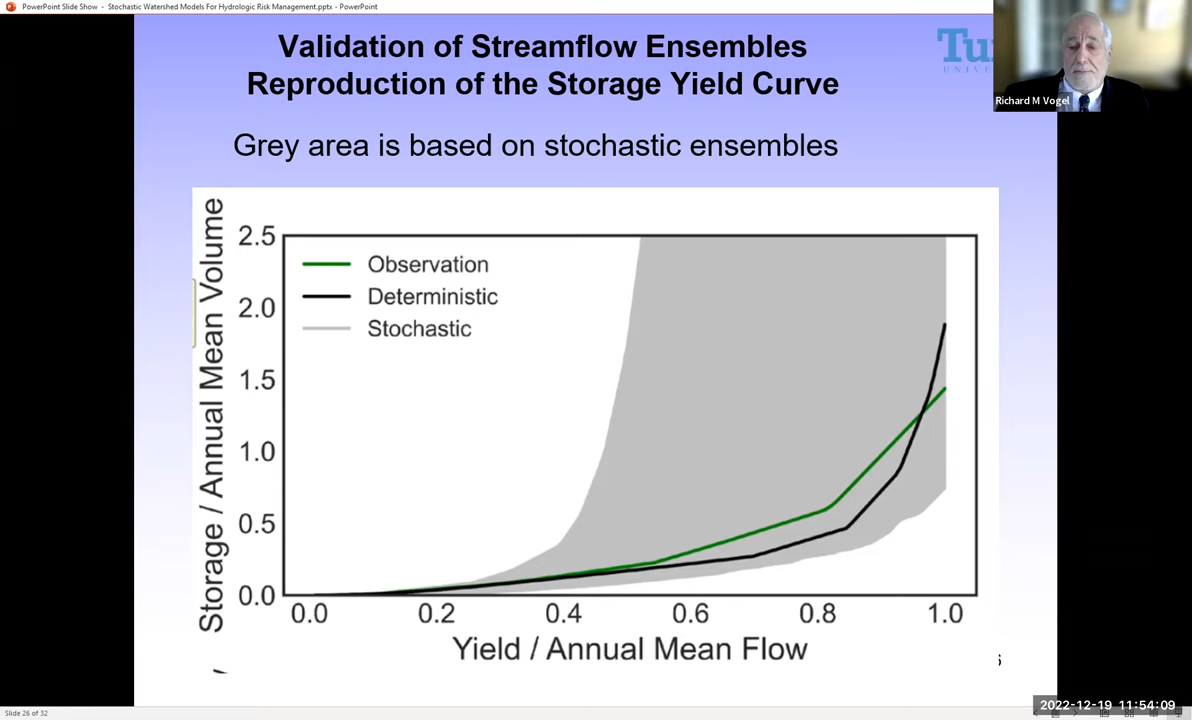 PowerPoint Slide Show - Stochastic Watershed Models For Hydrologic Risk Management.pptx - PowerPoint
Validation of Streamflow Ensembles
Reproduction of the Storage Yield Curve
Richard M Vogel
Grey area is based on stochastic ensembles
Storage / Annual Mean Volume
2.5
2.0
1.5
1.0
0.5
0.0
Observation
Deterministic
Stochastic
0.0 0.2 0.4 0.6 0.8 1.0
Yield / Annual Mean Flow
Slide 26 of 32
2022-12-19 11:54:09